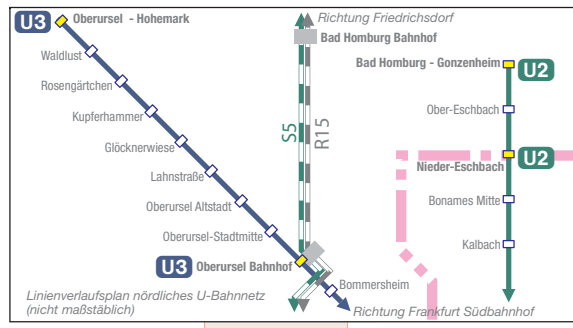 U3 Oberursel - Hohemark
Waldlust
Rosengärtchen
Kupferhammer
Glöcknerwiese
Lahnstraße
Oberursel Altstadt
Oberursel-Stadtmitte
U3 Oberursel Bahnhof
Bommersheim
Linienverlaufsplan nördliches U-Bahnnetz
(nicht maßstäblich)
Richtung Friedrichsdorf
Bad Homburg Bahnhof
S5
R15
Bad Homburg - Gonzenheim U2
Ober-Eschbach
Nieder-Eschbach U2
Bonames Mitte
Kalbach
Richtung Frankfurt Südbahnhof